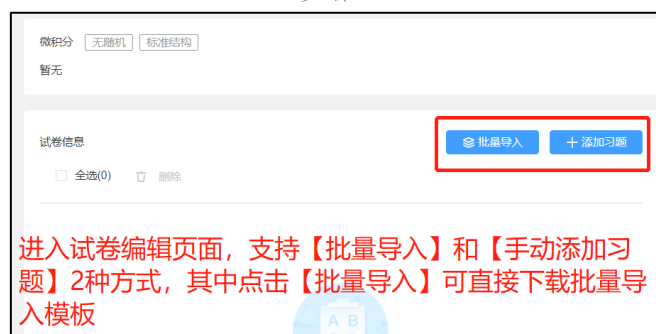 微积分 无随机 标准结构
暂无
试卷信息 批量导入 添加习题
全选(0) 删除
进入试卷编辑页面，支持【批量导入】和【手动添加习
题】2种方式，其中点击【批量导入】可直接下载批量导
入模板
A B